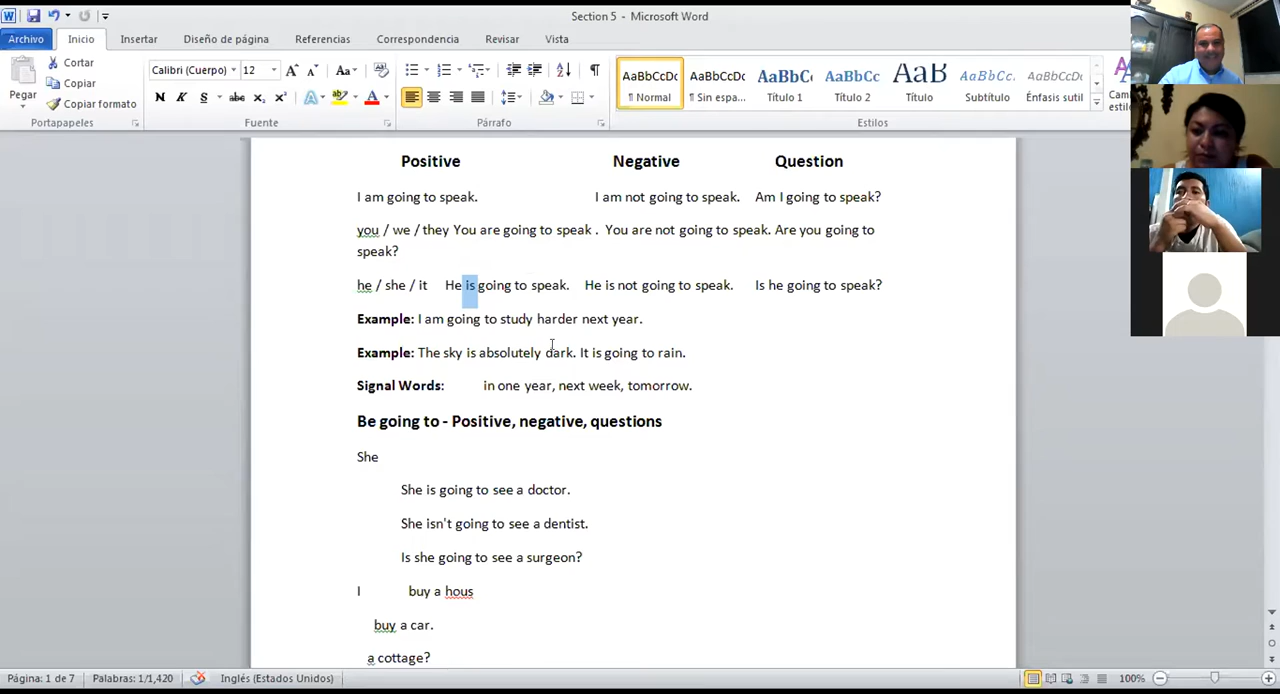 Section 5 - Microsoft Word
Archivo Inicio Insertar Diseño de página Referencias Correspondencia Revisar Vista
Pegar
Cortar
Copiar
Copiar formato
Portapapeles
Calibri (Cuerpo) 12
Fuente
Párrafo
AaBbCcDc AaBbCcDc AaBbC AaBbCc AaB AaBbCc. AaBbCcDc
¶ Normal ¶ Sin espa... Título 1 Título 2 Título Subtítulo Énfasis sutil
Estilos
Positive Negative Question
I am going to speak. I am not going to speak. Am I going to speak?
you / we / they You are going to speak . You are not going to speak. Are you going to
speak?
he / she / it He is going to speak. He is not going to speak. Is he going to speak?
Example: I am going to study harder next year.
Example: The sky is absolutely dark. It is going to rain.
Signal Words: in one year, next week, tomorrow.
Be going to - Positive, negative, questions
She
She is going to see a doctor.
She isn't going to see a dentist.
Is she going to see a surgeon?
I buy a hous
buy a car.
a cottage?
Página: 1 de 7 Palabras: 1/1,420 Inglés (Estados Unidos) 100%